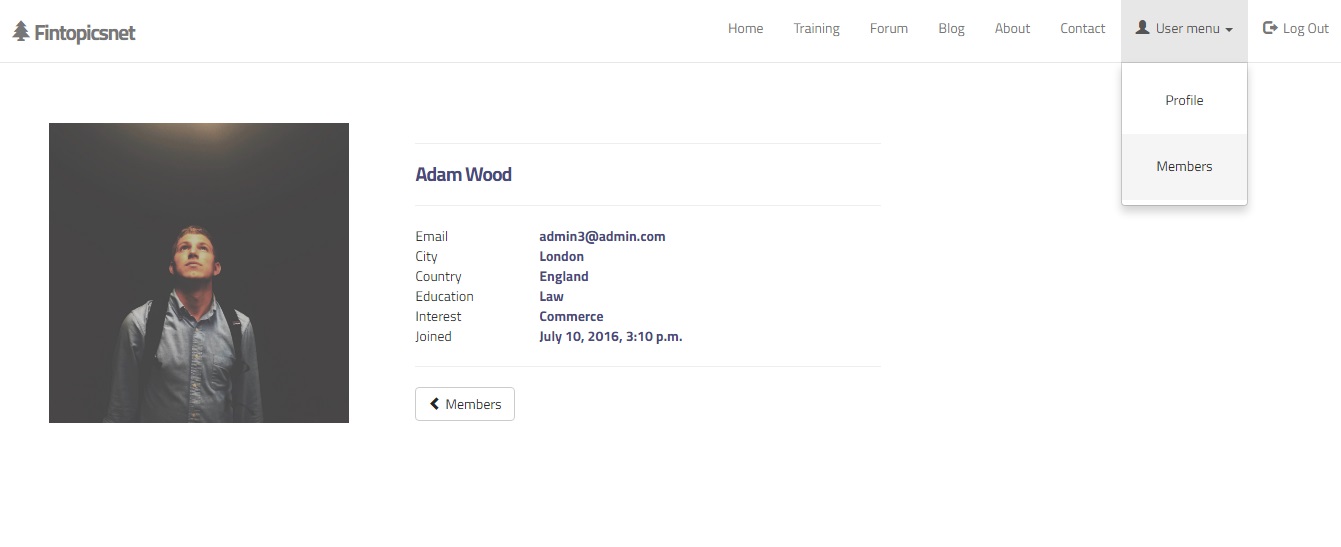 Fintopicsnet
Home Training Forum Blog About Contact User menu Log Out
Profile
Members
Adam Wood
Email admin3@admin.com
City London
Country England
Education Law
Interest Commerce
Joined July 10, 2016, 3:10 p.m.
Members